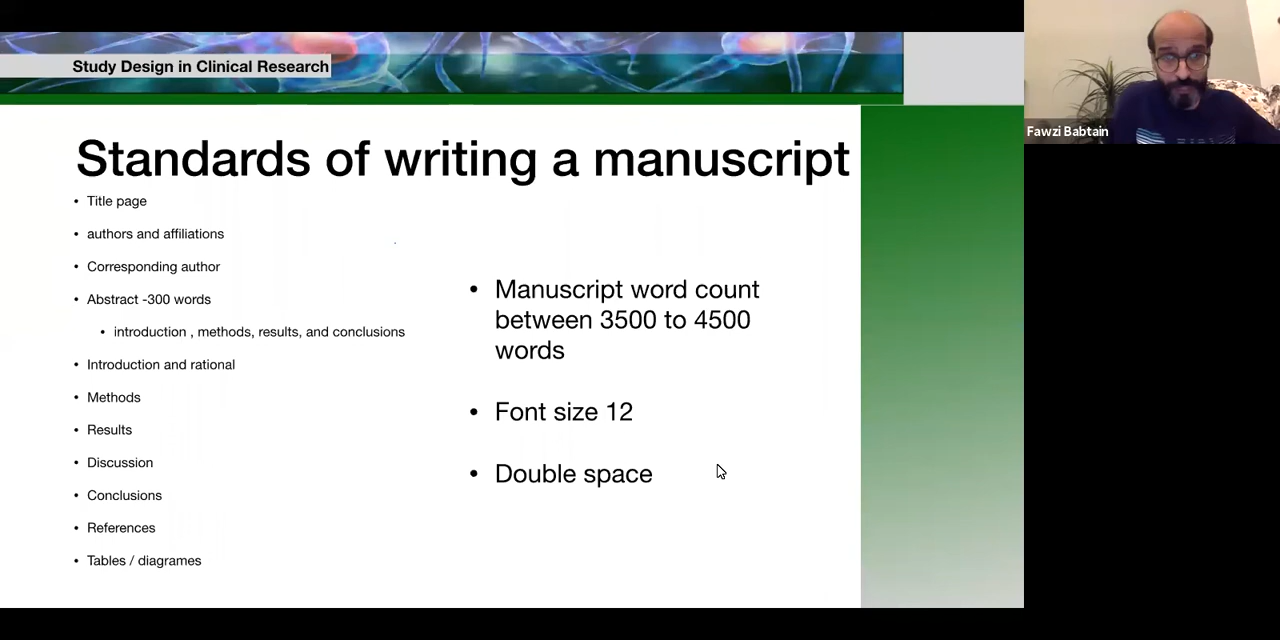 Study Design in Clinical Research
Standards of writing a manuscript
• Title page
• authors and affiliations
• Corresponding author
• Abstract -300 words
• introduction , methods, results, and conclusions
• Introduction and rational
• Methods
• Results
• Discussion
• Conclusions
• References
• Tables / diagrames
• Manuscript word count
between 3500 to 4500
words
• Font size 12
• Double space
Fawzi Babtain